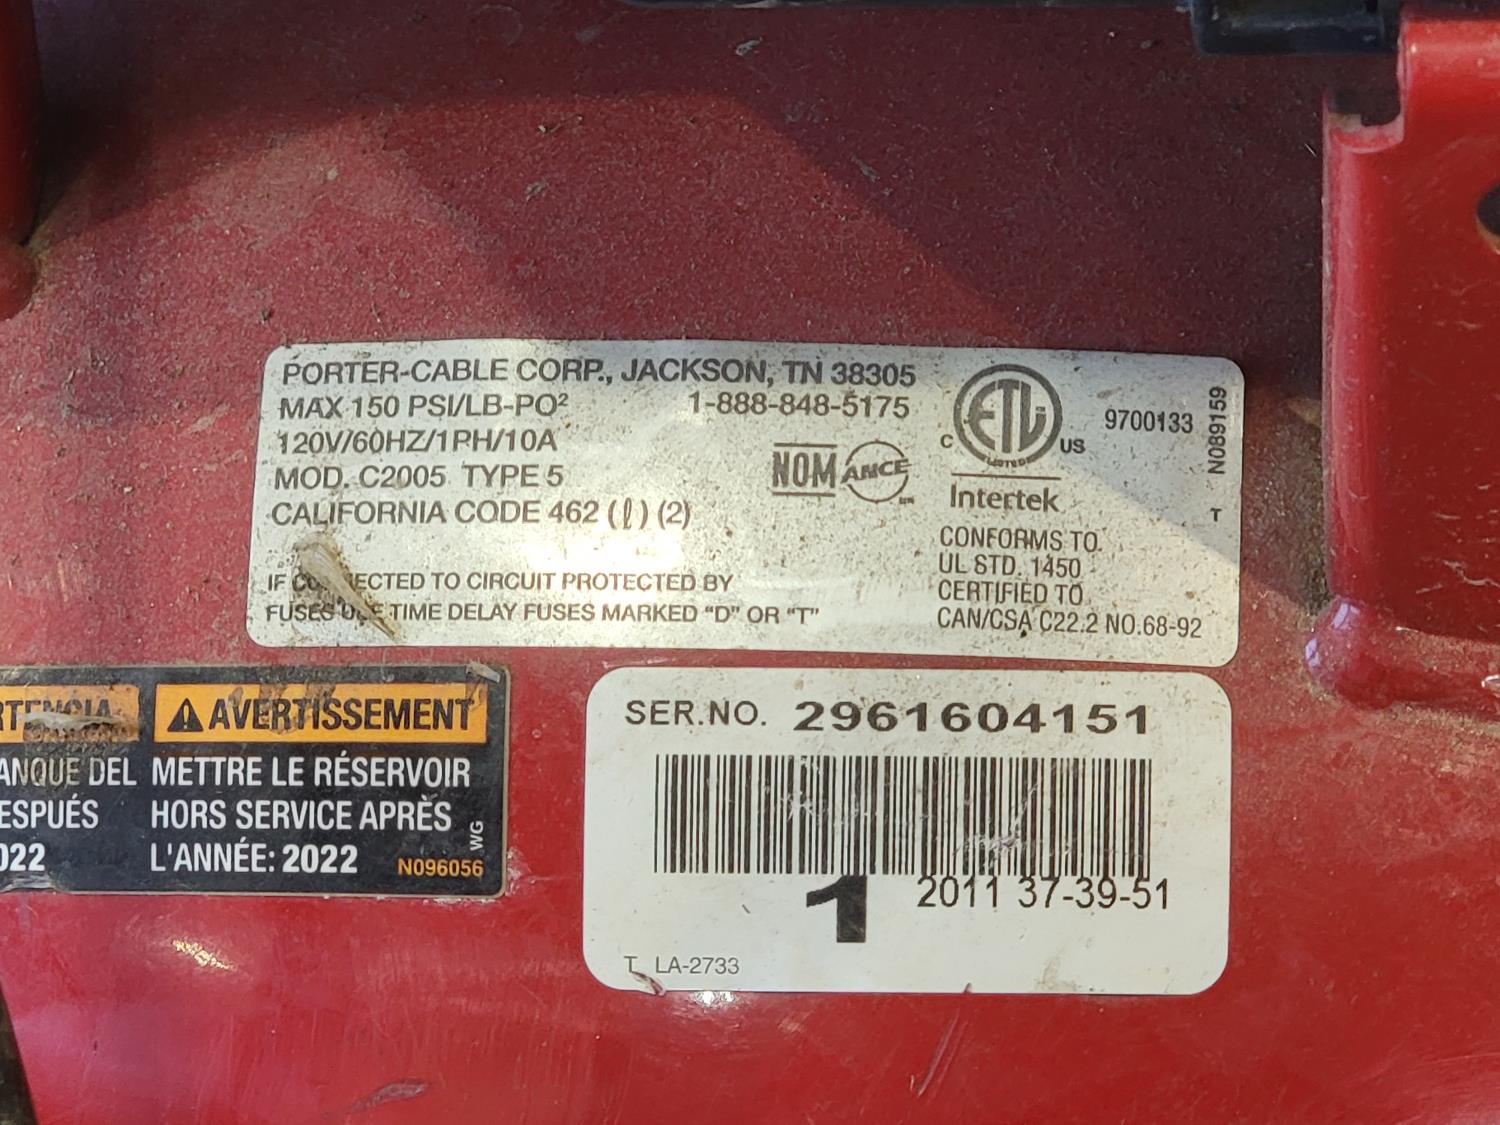 PORTER-CABLE CORP., JACKSON, TN 38305
MAX 150 PSI/LB-PO² 1-888-848-5175
120V/60HZ/1PH/10A
MOD. C2005 TYPE 5
CALIFORNIA CODE 462 (ℓ) (2)
IF CONNECTED TO CIRCUIT PROTECTED BY
FUSES USE TIME DELAY FUSES MARKED “D” OR “T”
NOM ANCE
ETL
LISTED
C US
Intertek
9700133
CONFORMS TO
UL STD. 1450
CERTIFIED TO
CAN/CSA C22.2 NO.68-92
T N089159
RTENCIA
ANQUE DEL
ESPUÉS
022
AVERTISSEMENT
METTRE LE RÉSERVOIR
HORS SERVICE APRÈS
L'ANNÉE: 2022
N096056
WG
SER.NO. 2961604151
1 2011 37-39-51
T LA-2733